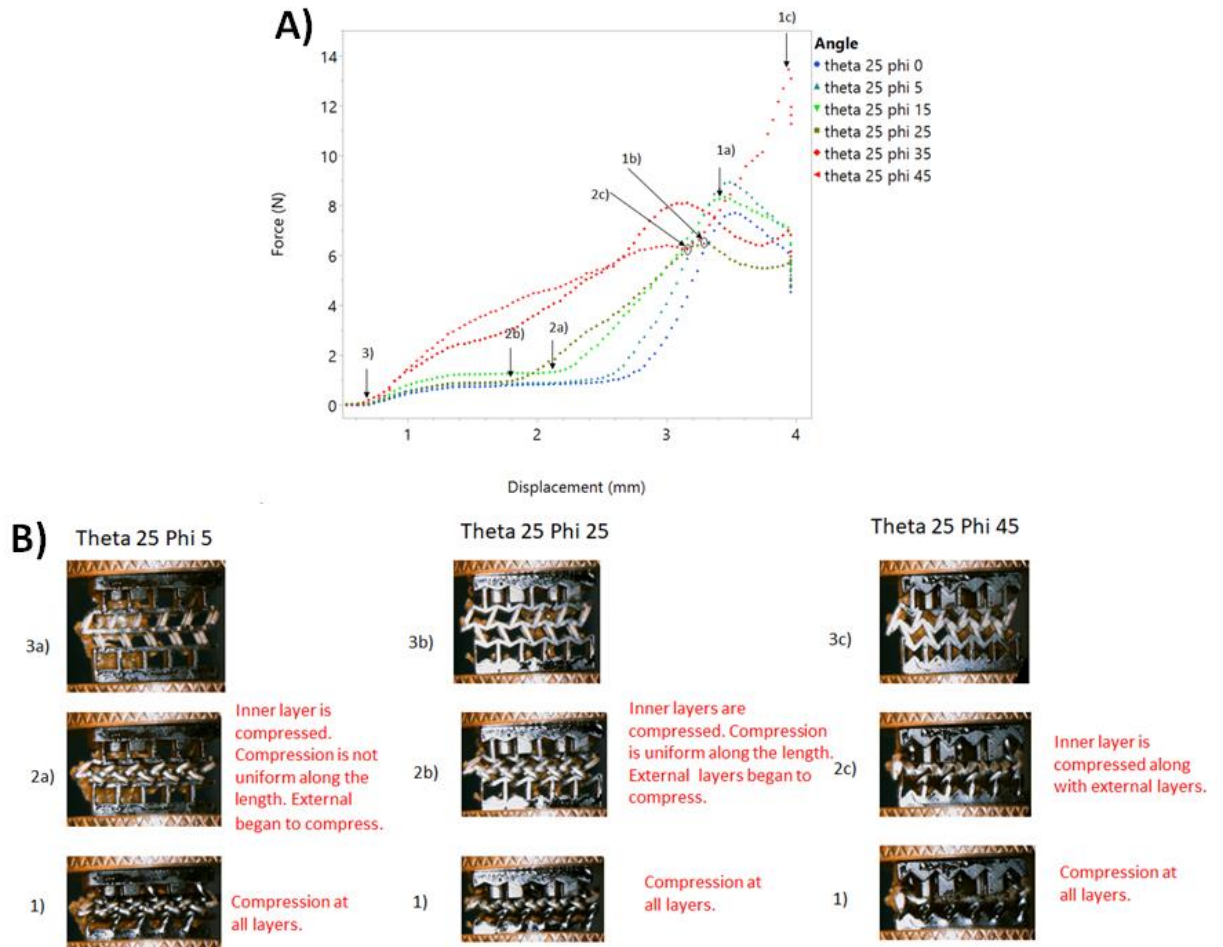 A)
1c)
14
12
10
8
6
4
2
0
Force (N)
1a)
1b)
2c)
2b)
2a)
3)
1
2
3
4
Displacement (mm)
Angle
theta 25 phi 0
theta 25 phi 5
theta 25 phi 15
theta 25 phi 25
theta 25 phi 35
theta 25 phi 45
B)
Theta 25 Phi 5
3a)
2a)
Inner layer is
compressed.
Compression is not
uniform along the
length. External
began to compress.
1)
Compression at
all layers.
Theta 25 Phi 25
3b)
2b)
Inner layers are
compressed. Compression
is uniform along the length.
External layers began to
compress.
1)
Compression at
all layers.
Theta 25 Phi 45
3c)
2c)
Inner layer is
compressed along
with external layers.
1)
Compression at
all layers.